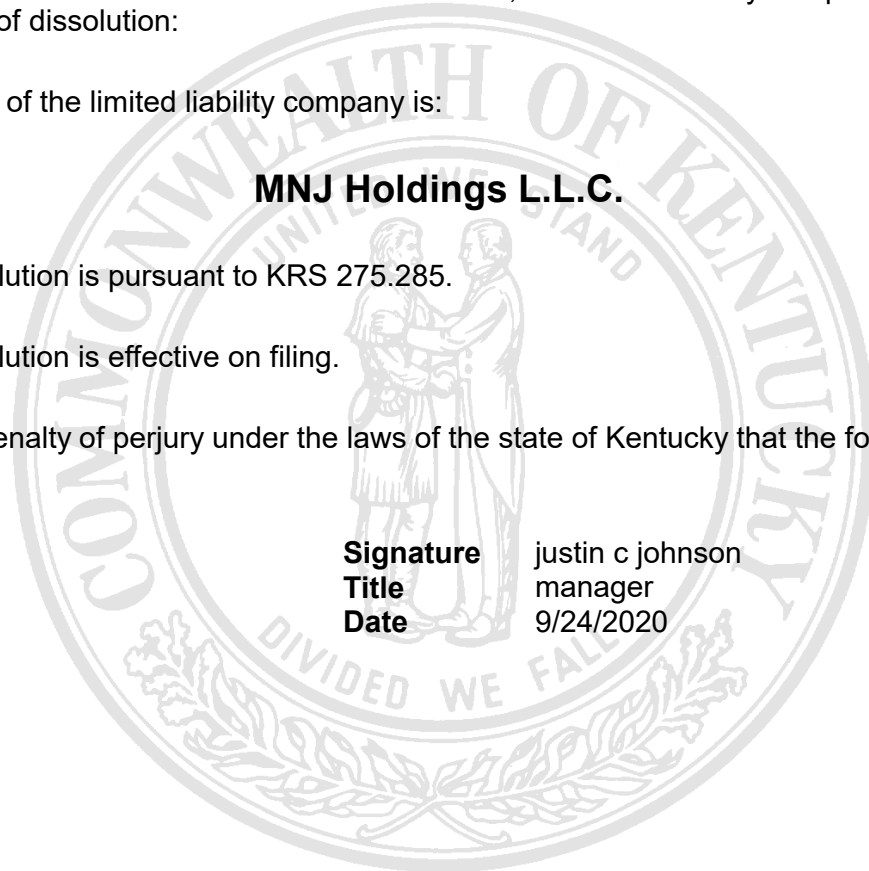 of dissolution:
of the limited liability company is:
MNJ Holdings L.L.C.
lution is pursuant to KRS 275.285.
lution is effective on filing.
enalty of perjury under the laws of the state of Kentucky that the fo
Signature justin c johnson
Title manager
Date 9/24/2020
COMMONWEALTH OF KENTUCKY
UNITED WE STAND
DIVIDED WE FALL